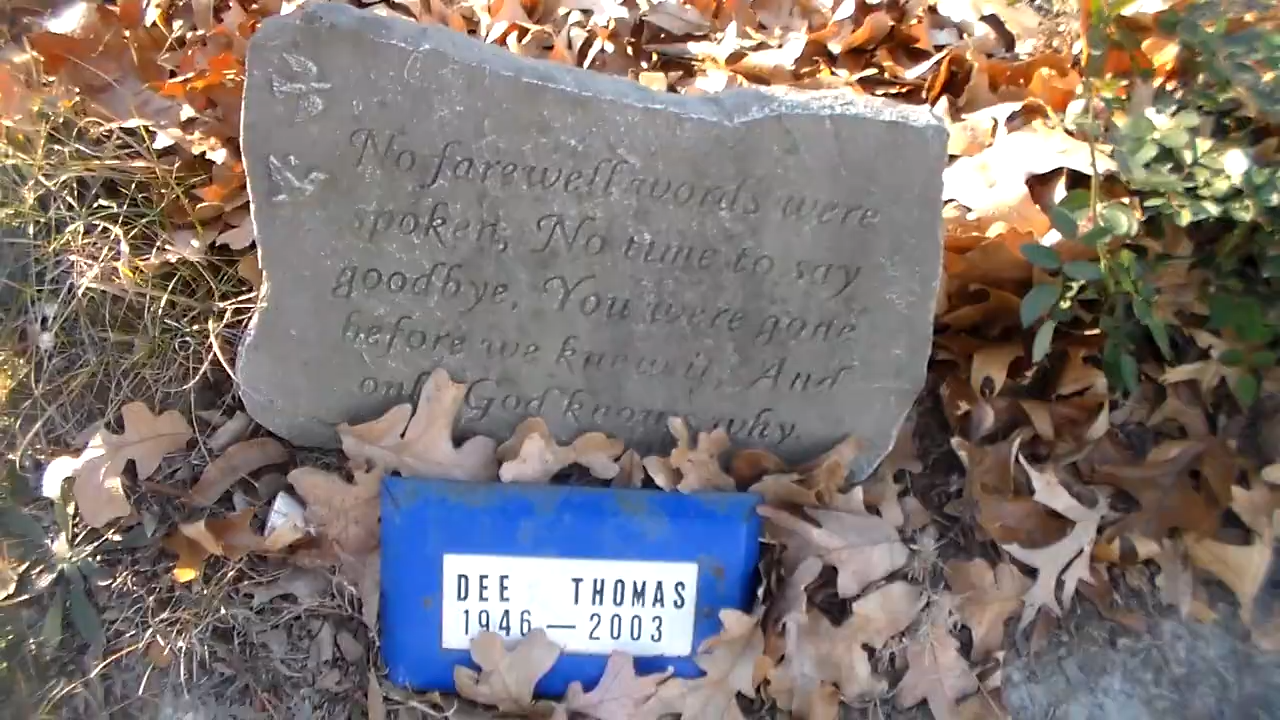 No farewell words were
spoken, No time to say
goodbye, You were gone
before we knew it, And
only God knows why.
DEE THOMAS
1946—2003